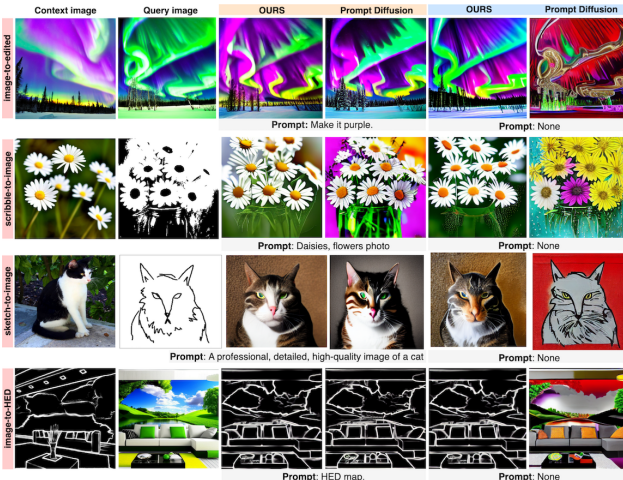 Context image Query image OURS Prompt Diffusion OURS Prompt Diffusion
image-to-edited
Prompt: Make it purple. Prompt: None
scribble-to-image
Prompt: Daisies, flowers photo Prompt: None
sketch-to-image
Prompt: A professional, detailed, high-quality image of a cat Prompt: None
image-to-HED
Prompt: HED map. Prompt: None